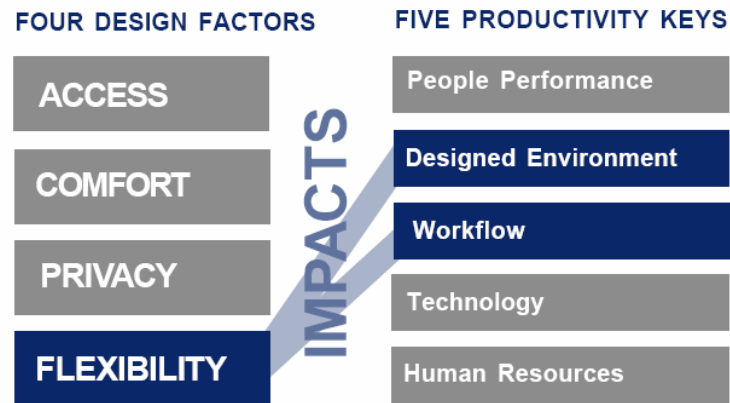 FOUR DESIGN FACTORS
ACCESS
COMFORT
PRIVACY
FLEXIBILITY
IMPACTS
FIVE PRODUCTIVITY KEYS
People Performance
Designed Environment
Workflow
Technology
Human Resources